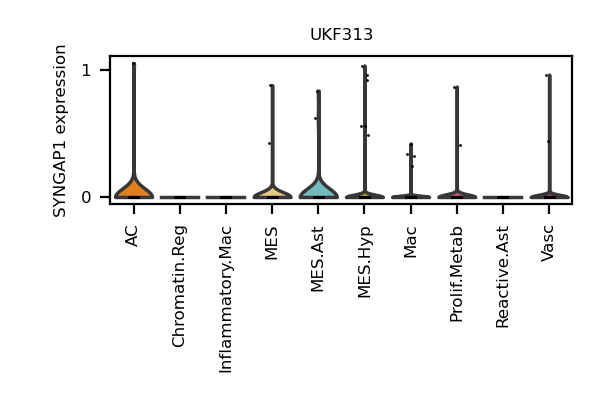 UKF313
SYNGAP1 expression
1
0
AC
Chromatin.Reg
Inflammatory.Mac
MES
MES.Ast
MES.Hyp
Mac
Prolif.Metab
Reactive.Ast
Vasc